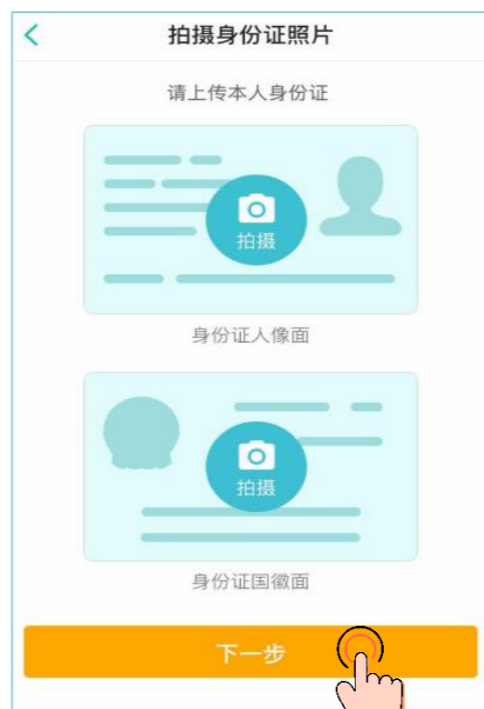 拍摄身份证照片
请上传本人身份证
拍摄
身份证人像面
拍摄
身份证国徽面
下一步